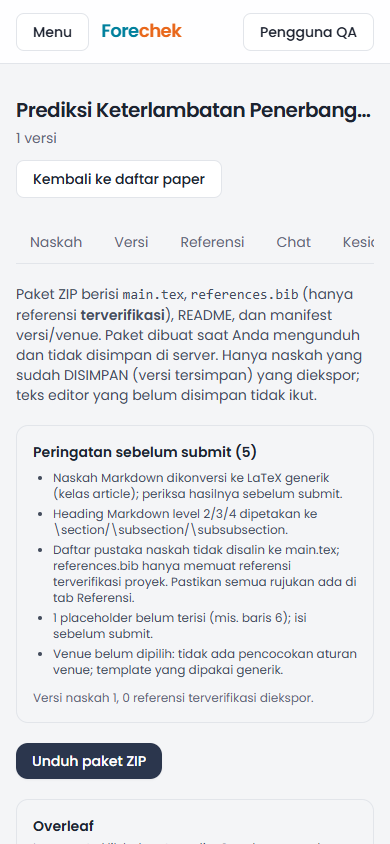 Menu
Forechek
Pengguna QA
Prediksi Keterlambatan Penerbang...
1 versi
Kembali ke daftar paper
Naskah
Versi
Referensi
Chat
Paket ZIP berisi main.tex, references.bib (hanya
referensi terverifikasi), README, dan manifest
versi/venue. Paket dibuat saat Anda mengunduh
dan tidak disimpan di server. Hanya naskah yang
sudah DISIMPAN (versi tersimpan) yang diekspor;
teks editor yang belum disimpan tidak ikut.
Peringatan sebelum submit (5)
• Naskah Markdown dikonversi ke LaTeX generik
(kelas article); periksa hasilnya sebelum submit.
• Heading Markdown level 2/3/4 dipetakan ke
\section/\subsection/\subsubsection.
• Daftar pustaka naskah tidak disalin ke main.tex;
references.bib hanya memuat referensi
terverifikasi proyek. Pastikan semua rujukan ada di
tab Referensi.
• 1 placeholder belum terisi (mis. baris 6); isi
sebelum submit.
• Venue belum dipilih: tidak ada pencocokan aturan
venue; template yang dipakai generik.
Versi naskah 1, 0 referensi terverifikasi diekspor.
Unduh paket ZIP
Overleaf